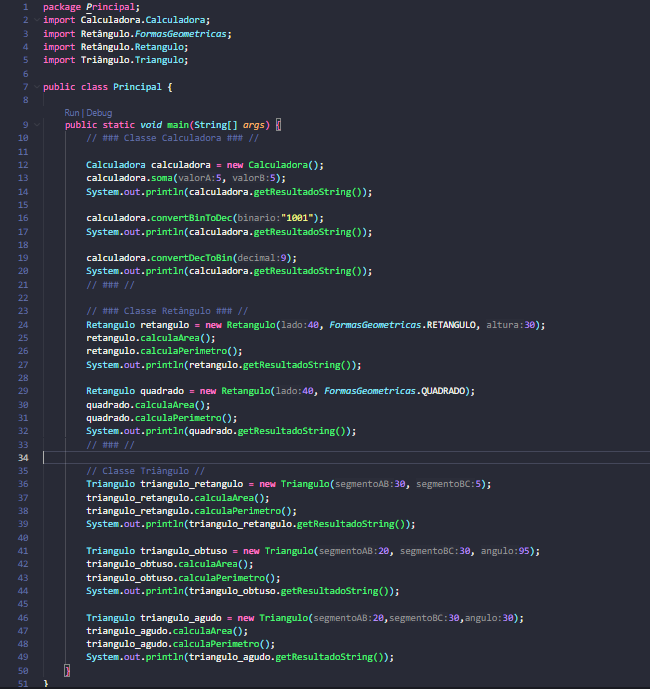 1 package Principal;
2 import Calculadora.Calculadora;
3 import Retângulo.FormasGeometricas;
4 import Retângulo.Retangulo;
5 import Triângulo.Triangulo;
6
7 public class Principal {
8
Run | Debug
9 public static void main(String[] args) {
10 // ### Classe Calculadora ### //
11
12 Calculadora calculadora = new Calculadora();
13 calculadora.soma(valorA:5, valorB:5);
14 System.out.println(calculadora.getResultadoString());
15
16 calculadora.convertBinToDec(binario:"1001");
17 System.out.println(calculadora.getResultadoString());
18
19 calculadora.convertDecToBin(decimal:9);
20 System.out.println(calculadora.getResultadoString());
21 // ### //
22
23 // ### Classe Retângulo ### //
24 Retangulo retangulo = new Retangulo(lado:40, FormasGeometricas.RETANGULO, altura:30);
25 retangulo.calculaArea();
26 retangulo.calculaPerimetro();
27 System.out.println(retangulo.getResultadoString());
28
29 Retangulo quadrado = new Retangulo(lado:40, FormasGeometricas.QUADRADO);
30 quadrado.calculaArea();
31 quadrado.calculaPerimetro();
32 System.out.println(quadrado.getResultadoString());
33 // ### //
34
35 // Classe Triângulo //
36 Triangulo triangulo_retangulo = new Triangulo(segmentoAB:30, segmentoBC:5);
37 triangulo_retangulo.calculaArea();
38 triangulo_retangulo.calculaPerimetro();
39 System.out.println(triangulo_retangulo.getResultadoString());
40
41 Triangulo triangulo_obtuso = new Triangulo(segmentoAB:20, segmentoBC:30, angulo:95);
42 triangulo_obtuso.calculaArea();
43 triangulo_obtuso.calculaPerimetro();
44 System.out.println(triangulo_obtuso.getResultadoString());
45
46 Triangulo triangulo_agudo = new Triangulo(segmentoAB:20,segmentoBC:30,angulo:30);
47 triangulo_agudo.calculaArea();
48 triangulo_agudo.calculaPerimetro();
49 System.out.println(triangulo_agudo.getResultadoString());
50 }
51 }